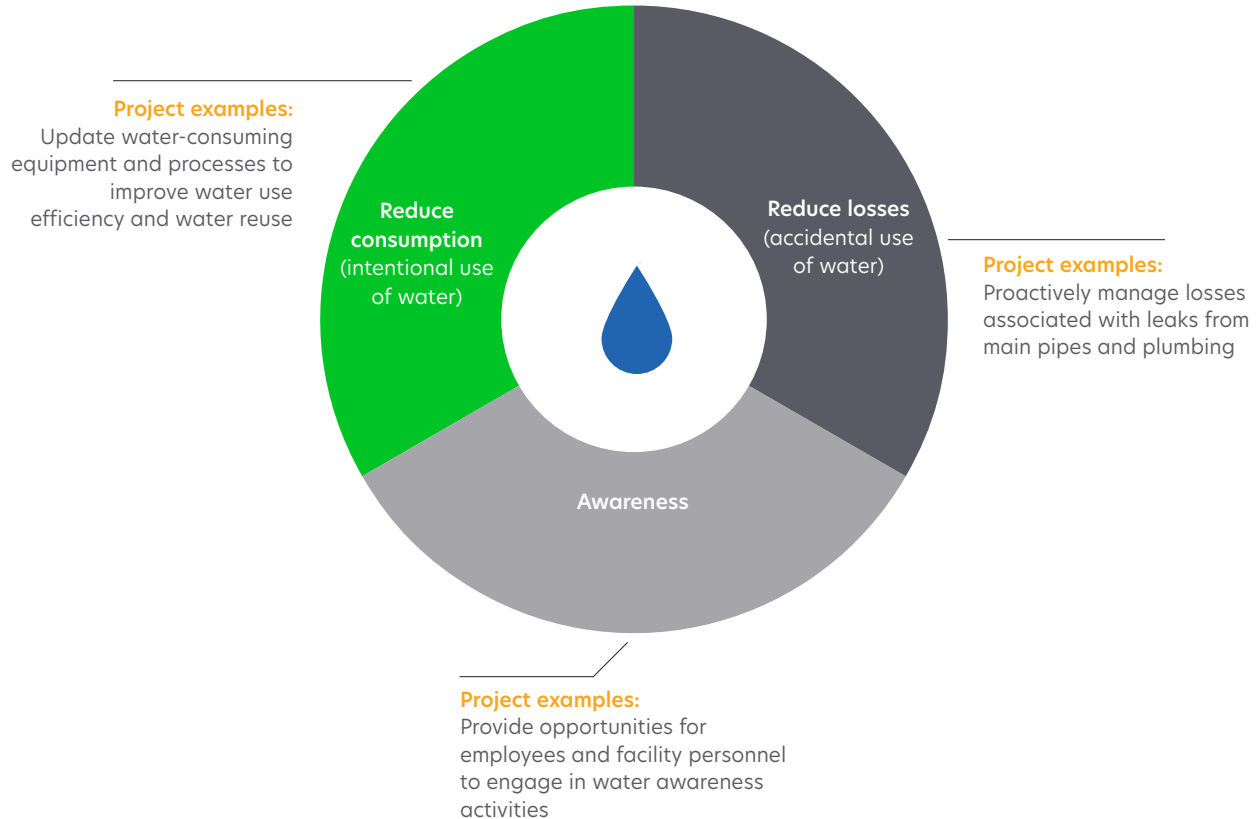 Project examples:
Update water-consuming
equipment and processes to
improve water use
efficiency and water reuse
Reduce
consumption
(intentional use
of water)
Reduce losses
(accidental use
of water)
Project examples:
Proactively manage losses
associated with leaks from
main pipes and plumbing
Awareness
Project examples:
Provide opportunities for
employees and facility personnel
to engage in water awareness
activities